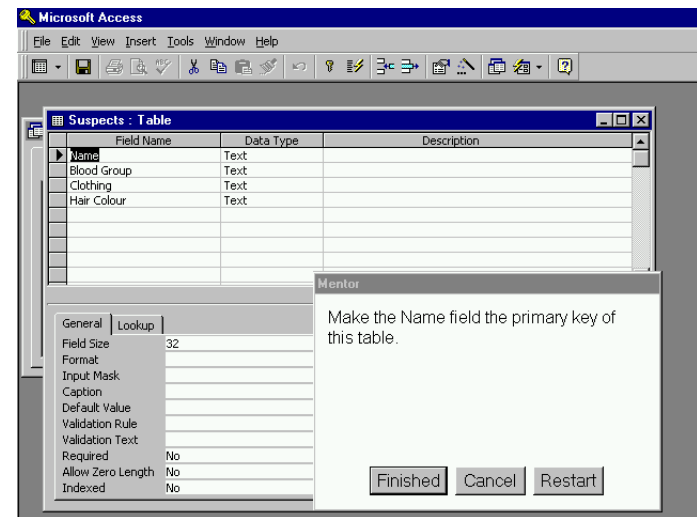 Microsoft Access
File Edit View Insert Tools Window Help
Suspects : Table
Field Name Data Type Description
Name Text
Blood Group Text
Clothing Text
Hair Colour Text
Mentor
Make the Name field the primary key of
this table.
General Lookup
Field Size 32
Format
Input Mask
Caption
Default Value
Validation Rule
Validation Text
Required No
Allow Zero Length No
Indexed No
Finished Cancel Restart